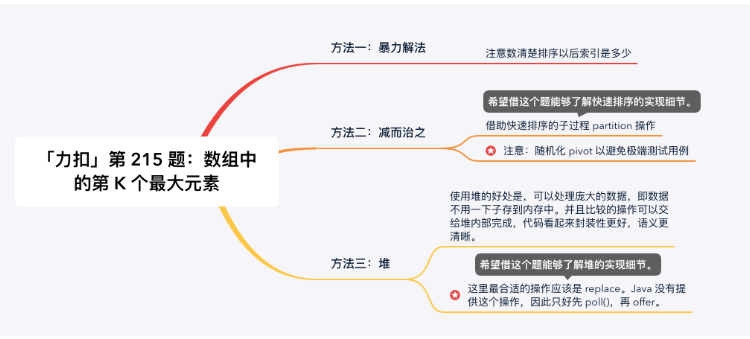 「力扣」第 215 题：数组中
的第 K 个最大元素
方法一：暴力解法
注意数清楚排序以后索引是多少
方法二：减而治之
希望借这个题能够了解快速排序的实现细节。
借助快速排序的子过程 partition 操作
注意：随机化 pivot 以避免极端测试用例
方法三：堆
使用堆的好处是，可以处理庞大的数据，即数据
不用一下子存到内存中。并且比较的操作可以交
给堆内部完成，代码看起来封装性更好，语义更
清晰。
希望借这个题能够了解堆的实现细节。
这里最合适的操作应该是 replace。Java 没有提
供这个操作，因此只好先 poll()，再 offer。